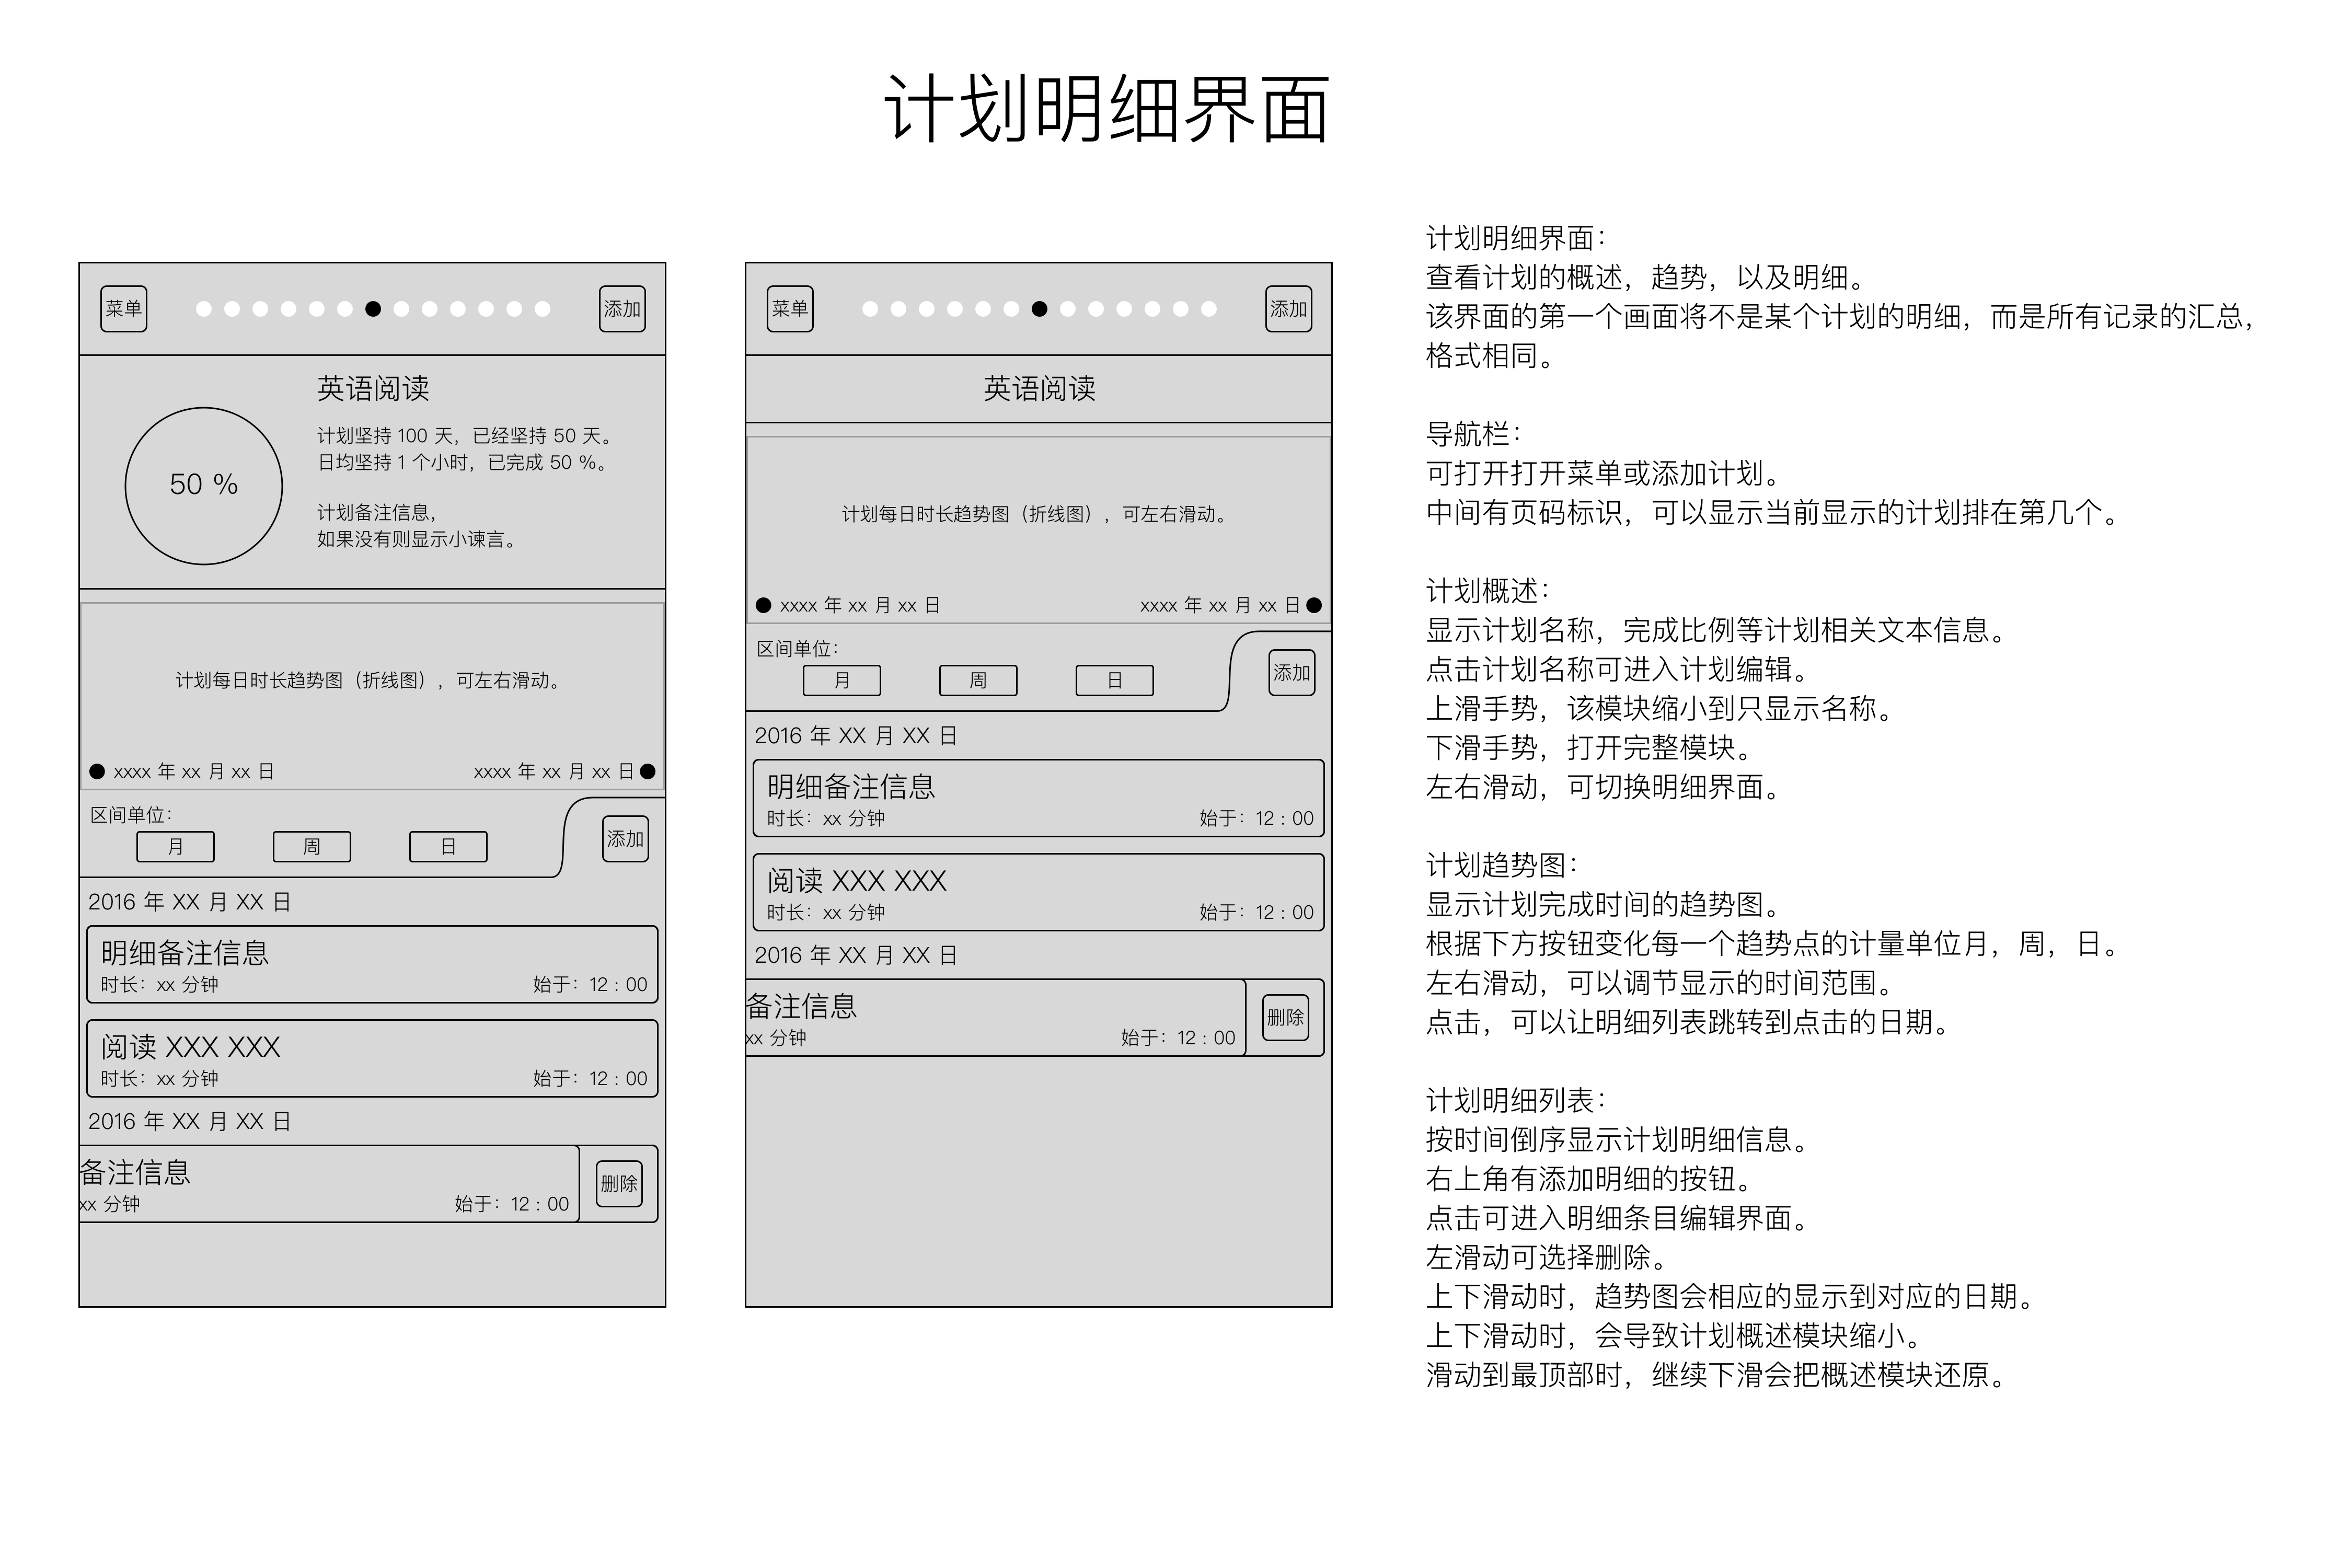 计划明细界面
菜单
添加
英语阅读
计划坚持 100 天，已经坚持 50 天。
日均坚持 1 个小时，已完成 50 %。
50 %
计划备注信息，
如果没有则显示小谏言。
计划每日时长趋势图（折线图），可左右滑动。
xxxx 年 xx 月 xx 日
xxxx 年 xx 月 xx 日
区间单位：
月
周
日
添加
2016 年 XX 月 XX 日
明细备注信息
时长：xx 分钟
始于：12：00
阅读 XXX XXX
时长：xx 分钟
始于：12：00
2016 年 XX 月 XX 日
备注信息
xx 分钟
始于：12：00
删除
菜单
添加
英语阅读
计划每日时长趋势图（折线图），可左右滑动。
xxxx 年 xx 月 xx 日
xxxx 年 xx 月 xx 日
区间单位：
月
周
日
添加
2016 年 XX 月 XX 日
明细备注信息
时长：xx 分钟
始于：12：00
阅读 XXX XXX
时长：xx 分钟
始于：12：00
2016 年 XX 月 XX 日
备注信息
xx 分钟
始于：12：00
删除
计划明细界面：
查看计划的概述，趋势，以及明细。
该界面的第一个画面将不是某个计划的明细，而是所有记录的汇总，
格式相同。
导航栏：
可打开打开菜单或添加计划。
中间有页码标识，可以显示当前显示的计划排在第几个。
计划概述：
显示计划名称，完成比例等计划相关文本信息。
点击计划名称可进入计划编辑。
上滑手势，该模块缩小到只显示名称。
下滑手势，打开完整模块。
左右滑动，可切换明细界面。
计划趋势图：
显示计划完成时间的趋势图。
根据下方按钮变化每一个趋势点的计量单位月，周，日。
左右滑动，可以调节显示的时间范围。
点击，可以让明细列表跳转到点击的日期。
计划明细列表：
按时间倒序显示计划明细信息。
右上角有添加明细的按钮。
点击可进入明细条目编辑界面。
左滑动可选择删除。
上下滑动时，趋势图会相应的显示到对应的日期。
上下滑动时，会导致计划概述模块缩小。
滑动到最顶部时，继续下滑会把概述模块还原。